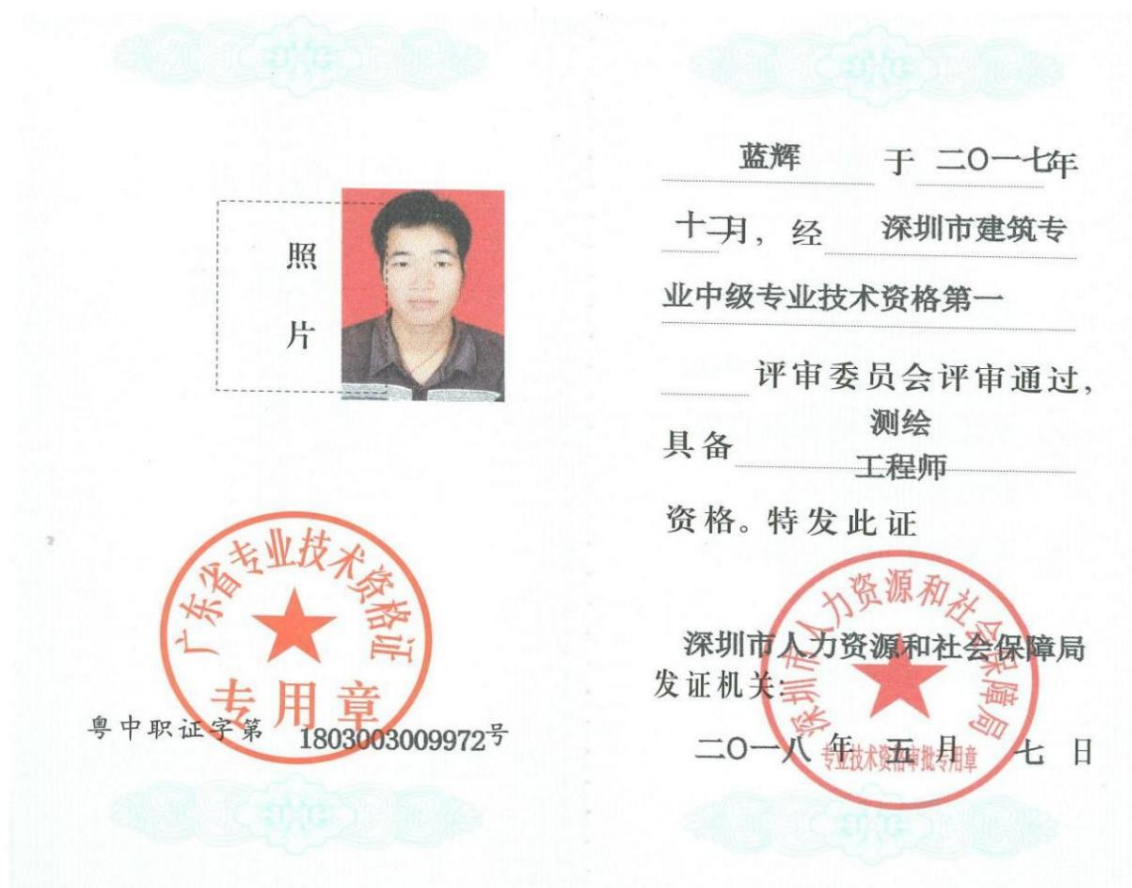 照
片
广东省专业技术资格证
专用章
粤中职证字第 1803003009972号
蓝辉 于 二〇一七年
十二月，经 深圳市建筑专
业中级专业技术资格第一
评审委员会评审通过，
测绘
具备
工程师
资格。特发此证
深圳市人力资源和社会保障局
深圳市人力资源和社会保障局
发证机关：
二〇一八 年 五 月 七 日
专业技术资格审批专用章